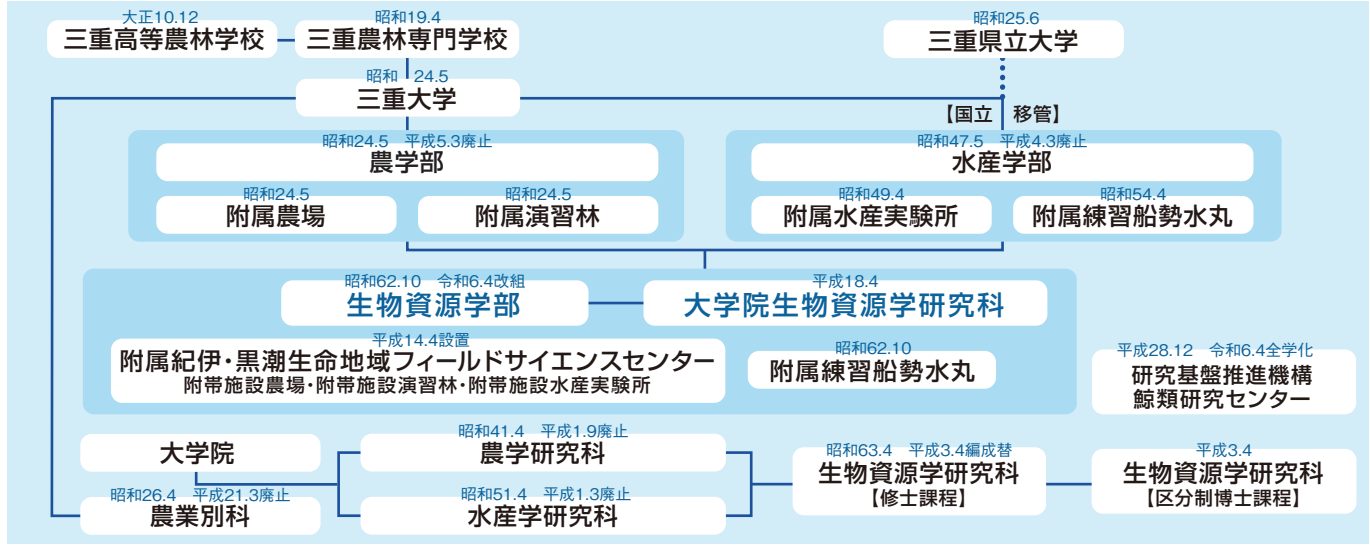 大正10.12
三重高等農林学校
昭和19.4
三重農林専門学校
昭和25.6
三重県立大学
昭和 24.5
三重大学
【国立 移管】
昭和24.5 平成5.3廃止
農学部
昭和24.5
附属農場
昭和24.5
附属演習林
昭和47.5 平成4.3廃止
水産学部
昭和49.4
附属水産実験所
昭和54.4
附属練習船勢水丸
昭和62.10 令和6.4改組
生物資源学部
平成18.4
大学院生物資源学研究科
平成14.4設置
附属紀伊・黒潮生命地域フィールドサイエンスセンター
附帯施設農場・附帯施設演習林・附帯施設水産実験所
昭和62.10
附属練習船勢水丸
平成28.12 令和6.4全学化
研究基盤推進機構
鯨類研究センター
大学院
昭和26.4 平成21.3廃止
農業別科
昭和41.4 平成1.9廃止
農学研究科
昭和51.4 平成1.3廃止
水産学研究科
昭和63.4 平成3.4編成替
生物資源学研究科
【修士課程】
平成3.4
生物資源学研究科
【区分制博士課程】